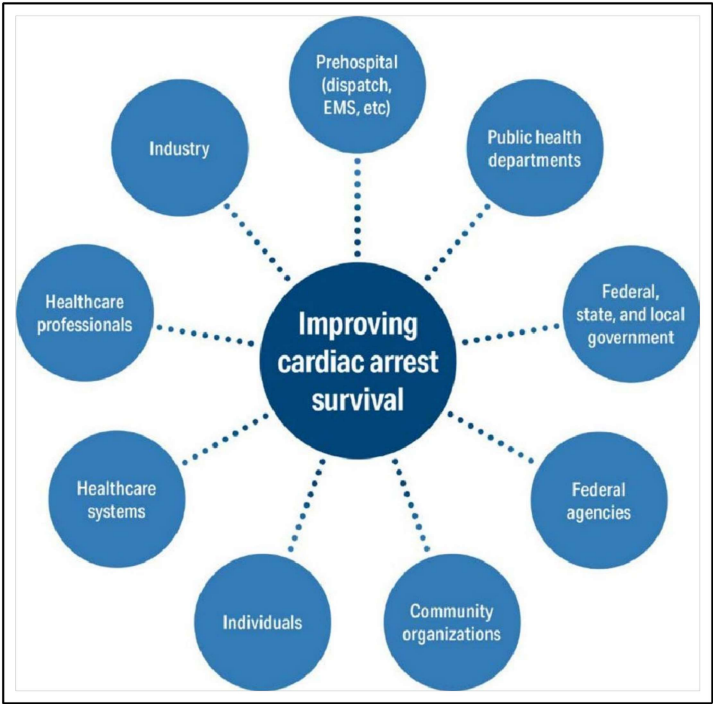 Prehospital
(dispatch,
EMS, etc)
Public health
departments
Federal,
state, and local
government
Federal
agencies
Community
organizations
Individuals
Healthcare
systems
Healthcare
professionals
Industry
Improving
cardiac arrest
survival